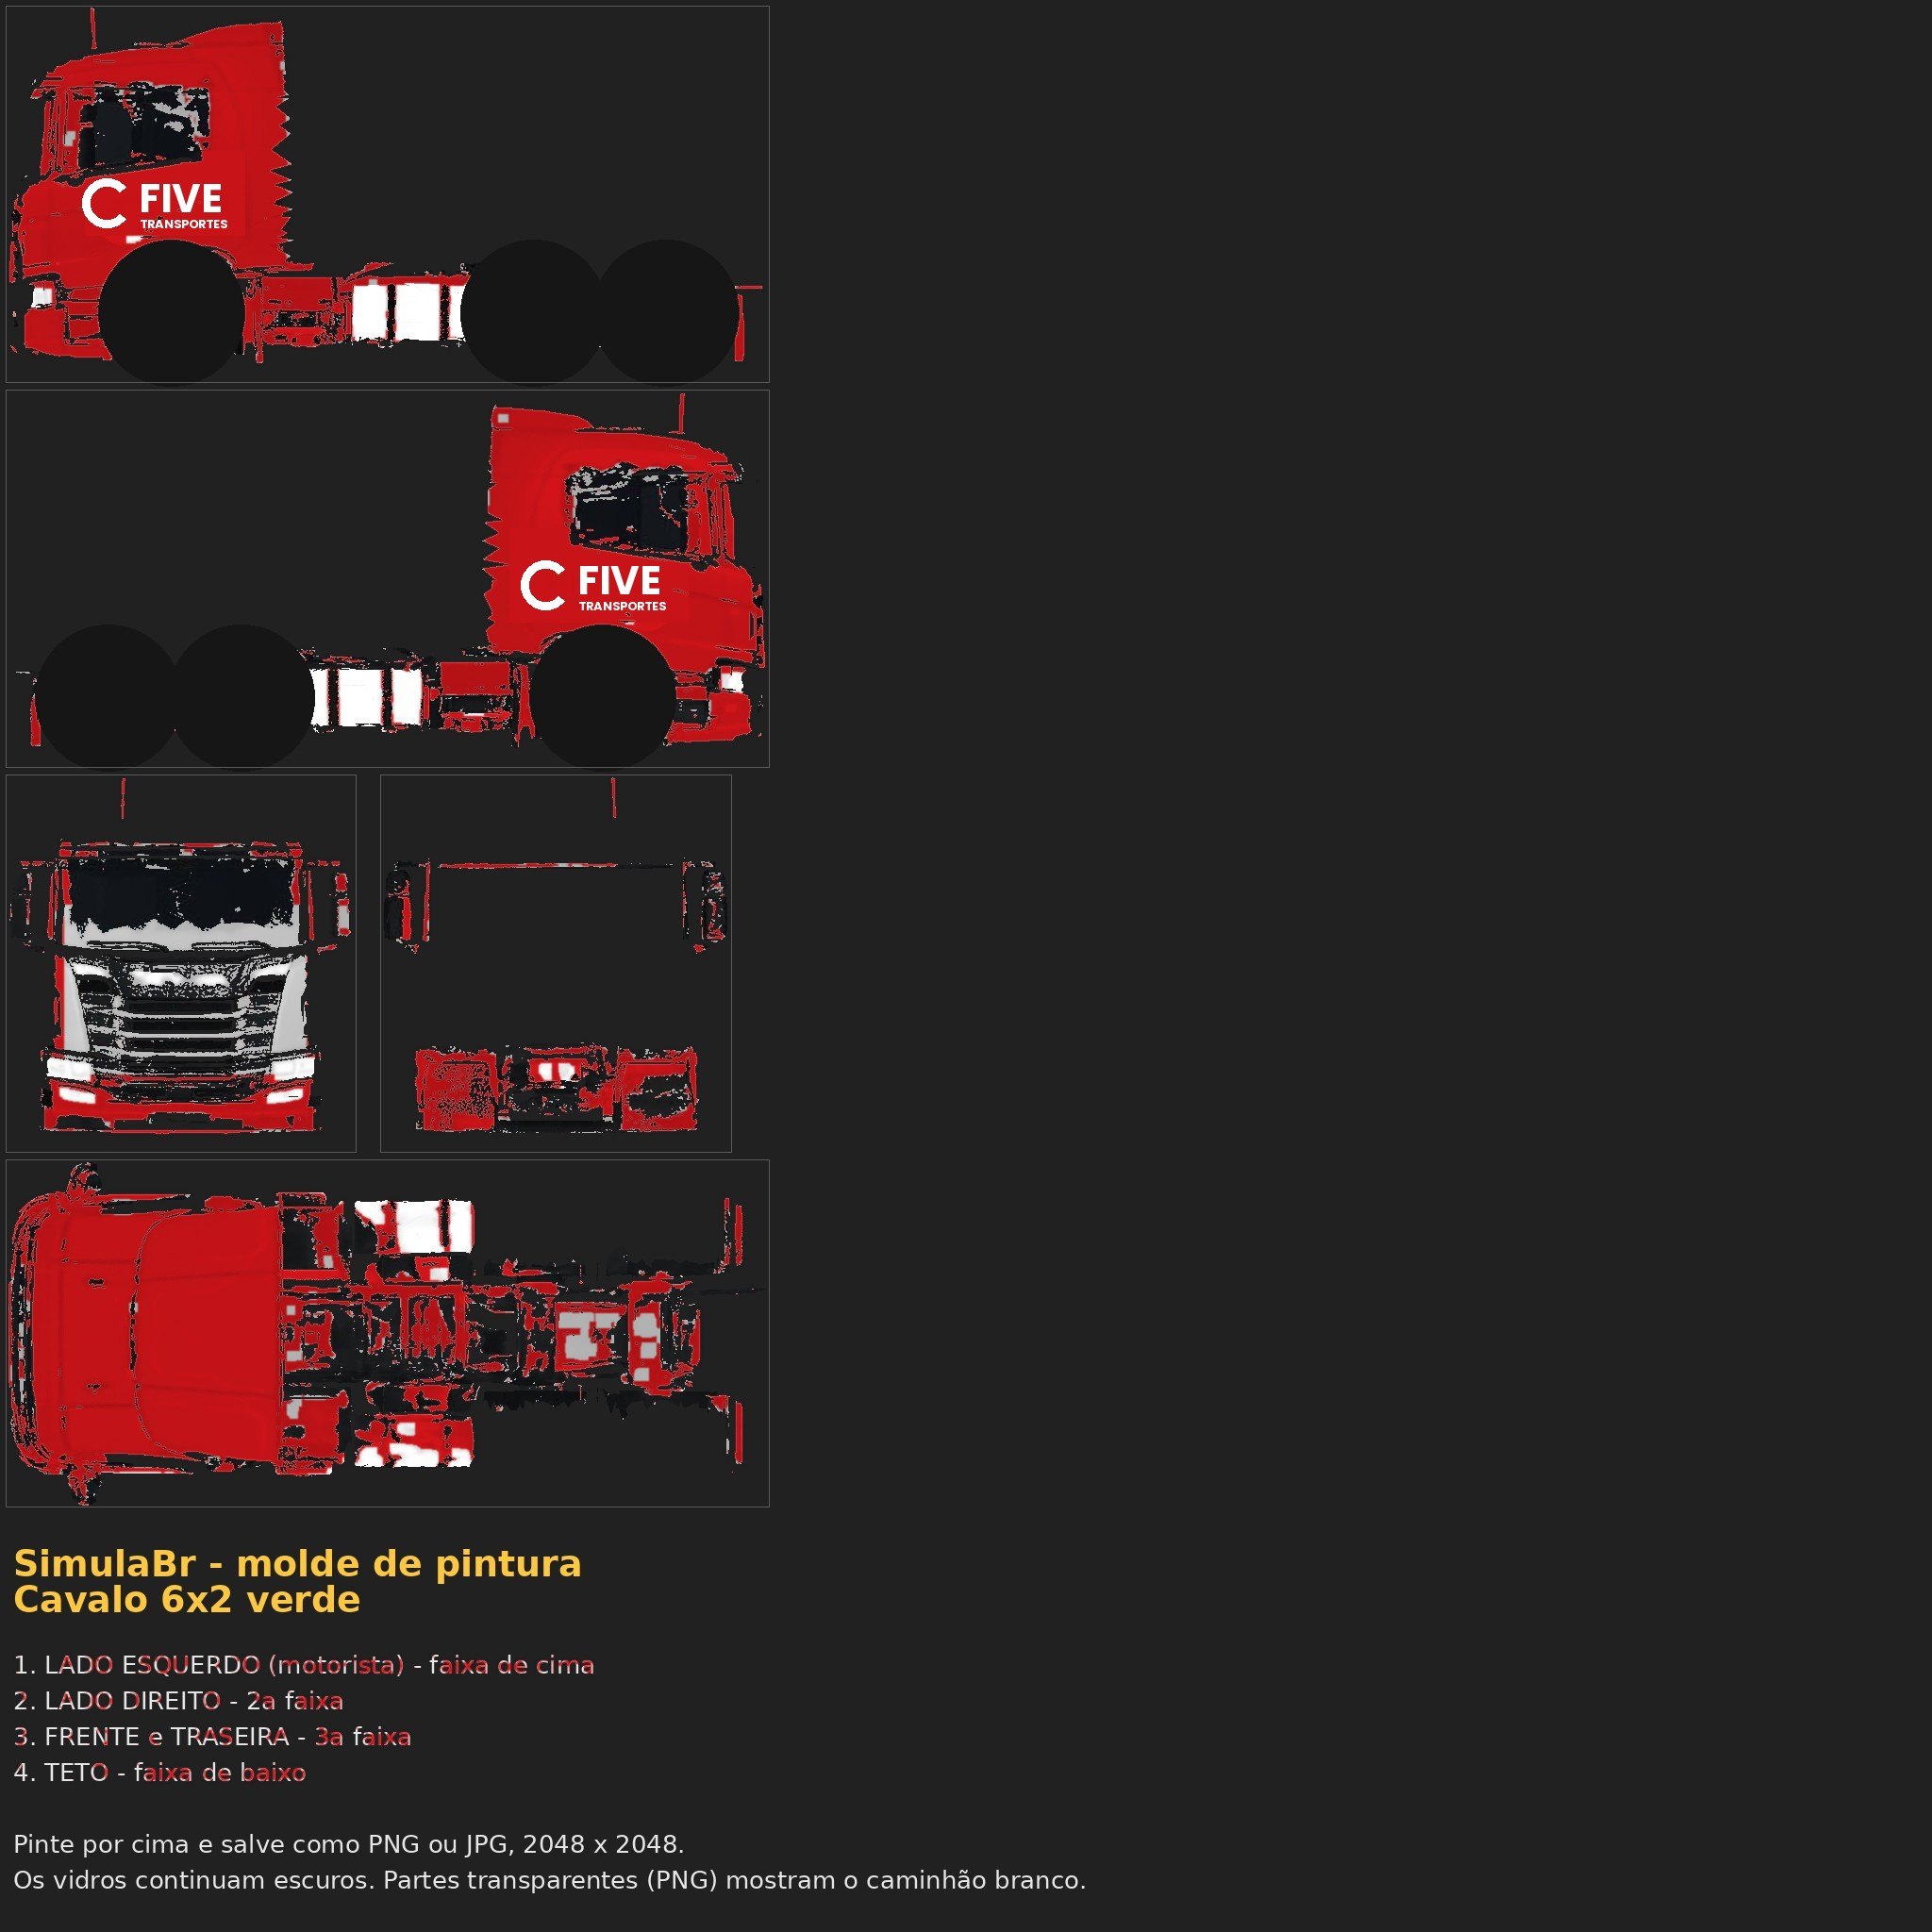 FIVE
TRANSPORTES
FIVE
TRANSPORTES
SimulaBr - molde de pintura
Cavalo 6x2 verde
1. LADO ESQUERDO (motorista) - faixa de cima
2. LADO DIREITO - 2a faixa
3. FRENTE e TRASEIRA - 3a faixa
4. TETO - faixa de baixo
Pinte por cima e salve como PNG ou JPG, 2048 x 2048.
Os vidros continuam escuros. Partes transparentes (PNG) mostram o caminhão branco.